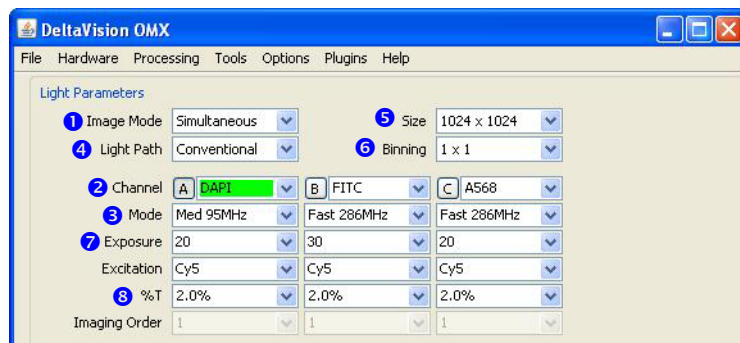 DeltaVision OMX
File Hardware Processing Tools Options Plugins Help
Light Parameters
1 Image Mode Simultaneous 5 Size 1024 x 1024
4 Light Path Conventional 6 Binning 1 x 1
2 Channel A DAPI B FITC C A568
3 Mode Med 95MHz Fast 286MHz Fast 286MHz
7 Exposure 20 30 20
Excitation Cy5 Cy5 Cy5
8 %T 2.0% 2.0% 2.0%
Imaging Order 1 1 1